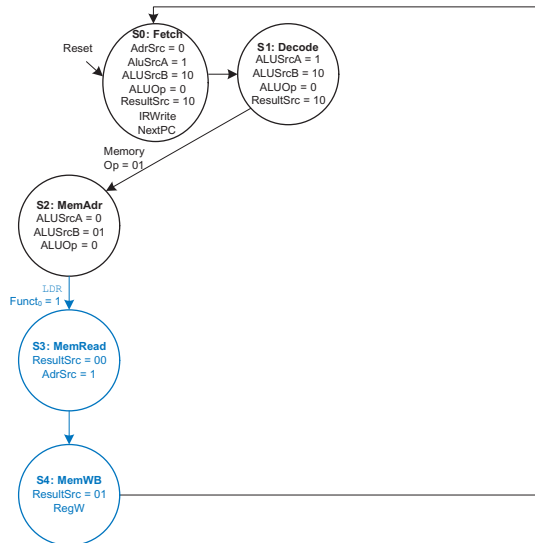 Reset
S0: Fetch
AdrSrc = 0
AluSrcA = 1
ALUSrcB = 10
ALUOp = 0
ResultSrc = 10
IRWrite
NextPC
S1: Decode
ALUSrcA = 1
ALUSrcB = 10
ALUOp = 0
ResultSrc = 10
Memory
Op = 01
S2: MemAdr
ALUSrcA = 0
ALUSrcB = 01
ALUOp = 0
LDR
Funct₀ = 1
S3: MemRead
ResultSrc = 00
AdrSrc = 1
S4: MemWB
ResultSrc = 01
RegW